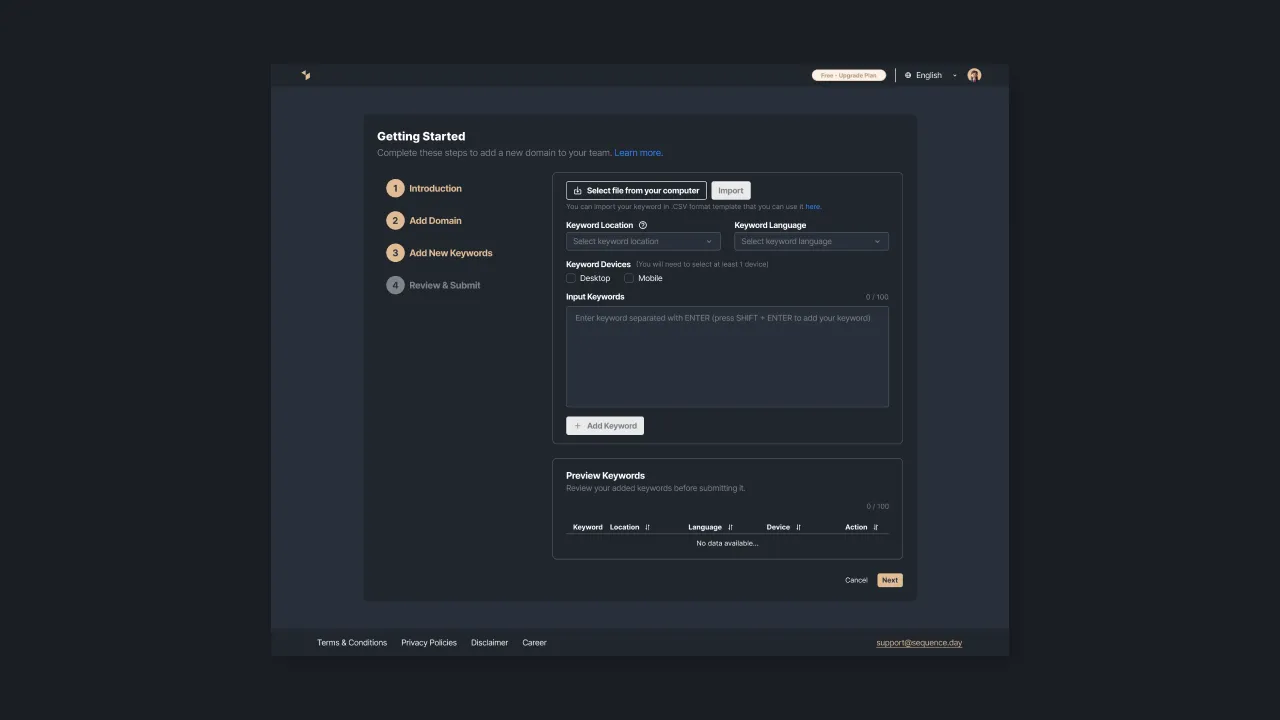 Free - Upgrade Plan
English
Getting Started
Complete these steps to add a new domain to your team. Learn more.
1 Introduction
2 Add Domain
3 Add New Keywords
4 Review & Submit
Select file from your computer
Import
You can import your keyword in .CSV format template that you can use it here.
Keyword Location
Keyword Language
Select keyword location
Select keyword language
Keyword Devices (You will need to select at least 1 device)
Desktop
Mobile
Input Keywords
0 / 100
Enter keyword separated with ENTER (press SHIFT + ENTER to add your keyword)
+ Add Keyword
Preview Keywords
Review your added keywords before submitting it.
0 / 100
Keyword Location Language Device Action
No data available...
Cancel
Next
Terms & Conditions
Privacy Policies
Disclaimer
Career
support@sequence.day